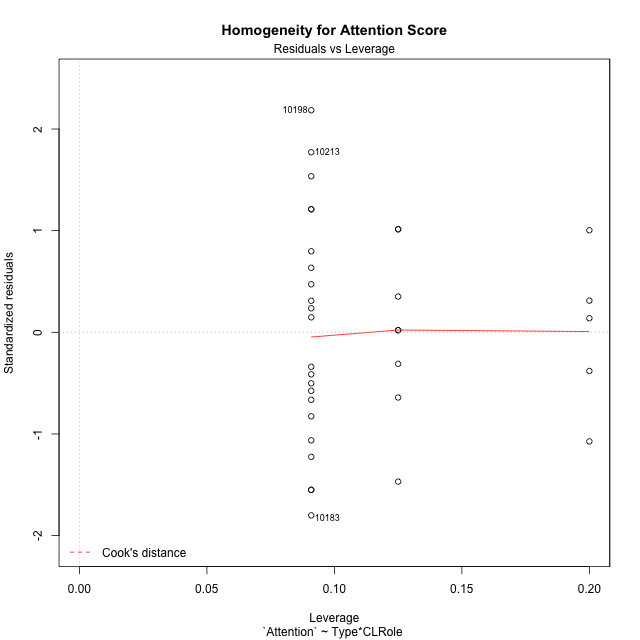 Homogeneity for Attention Score
Residuals vs Leverage
10198
10213
10183
Standardized residuals
2
1
0
-1
-2
Cook's distance
0.00 0.05 0.10 0.15 0.20
Leverage
`Attention` ~ Type*CLRole